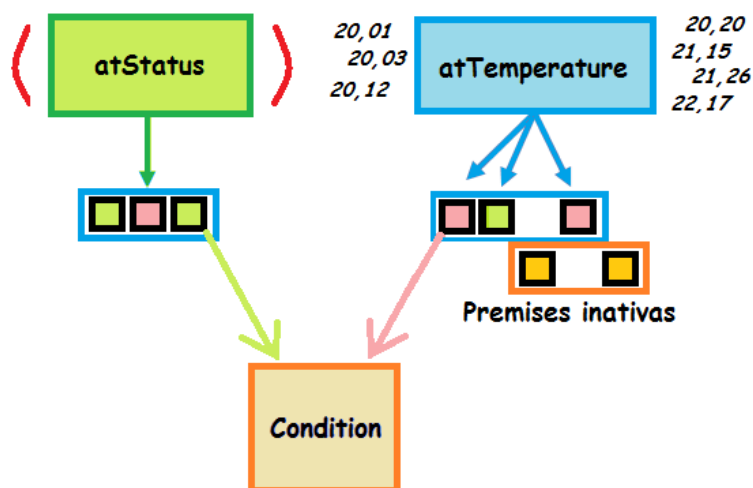 atStatus
20,01
20,03
20,12
atTemperature
20,20
21,15
21,26
22,17
Premises inativas
Condition